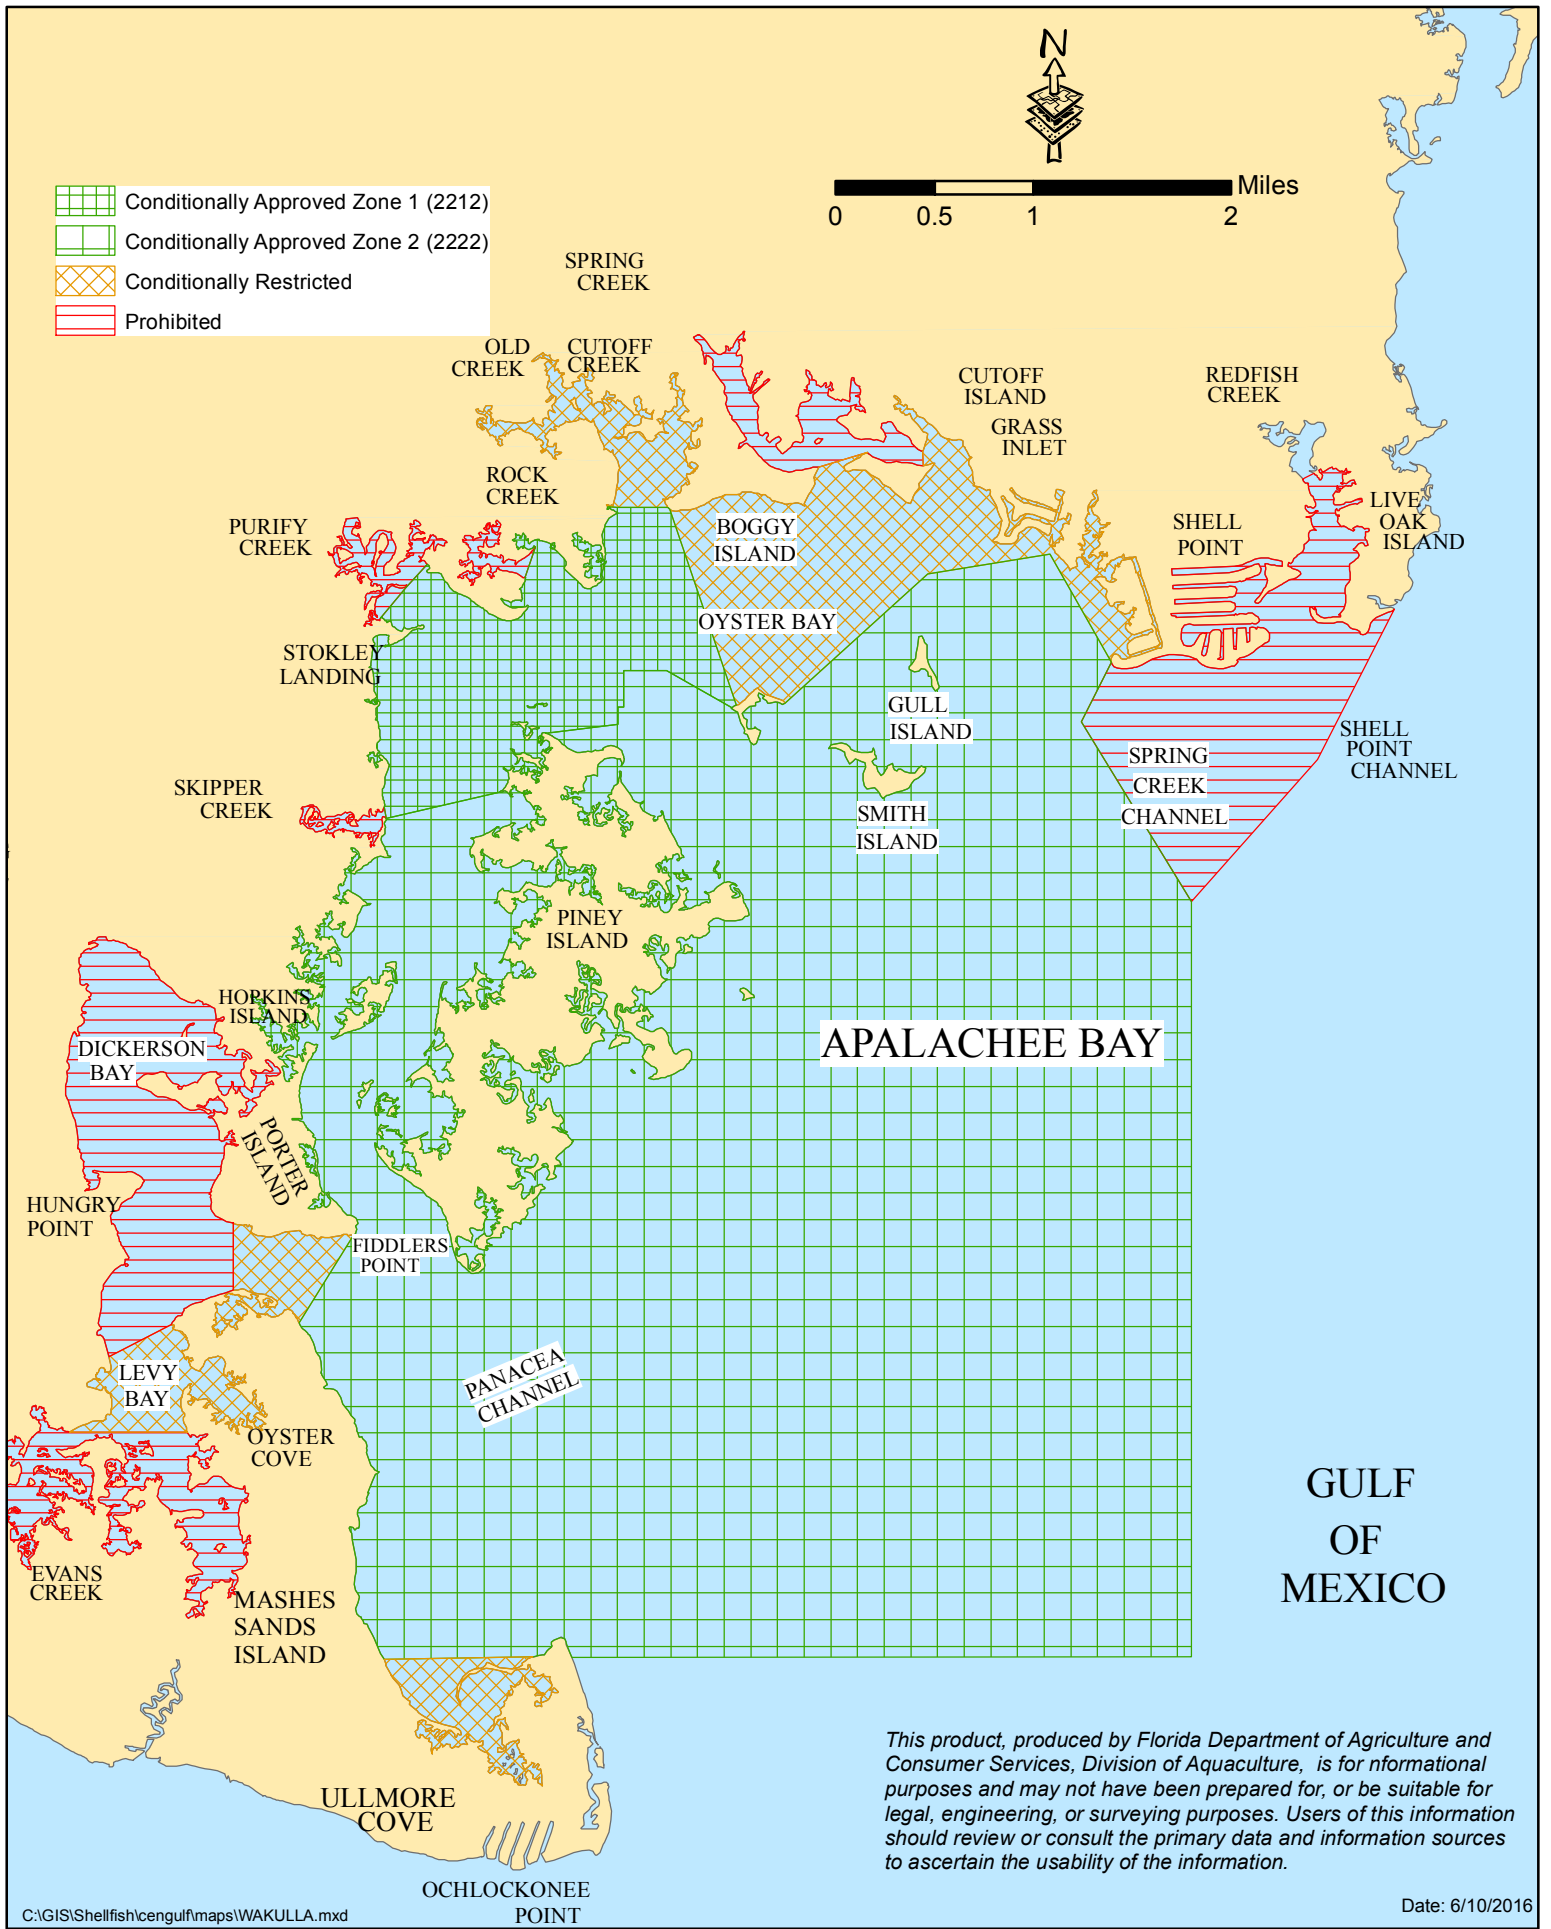 N
Miles
0 0.5 1 2
Conditionally Approved Zone 1 (2212)
Conditionally Approved Zone 2 (2222)
Conditionally Restricted
Prohibited
SPRING
CREEK
OLD
CREEK
CUTOFF
CREEK
CUTOFF
ISLAND
REDFISH
CREEK
GRASS
INLET
ROCK
CREEK
PURIFY
CREEK
BOGGY
ISLAND
SHELL
POINT
LIVE
OAK
ISLAND
OYSTER BAY
STOKLEY
LANDING
GULL
ISLAND
SHELL
POINT
CHANNEL
SPRING
CREEK
CHANNEL
SKIPPER
CREEK
SMITH
ISLAND
PINEY
ISLAND
HOPKINS
ISLAND
DICKERSON
BAY
APALACHEE BAY
PORTER
ISLAND
HUNGRY
POINT
FIDDLERS
POINT
LEVY
BAY
PANACEA
CHANNEL
OYSTER
COVE
GULF
OF
MEXICO
EVANS
CREEK
MASHES
SANDS
ISLAND
ULLMORE
COVE
OCHLOCKONEE
POINT
This product, produced by Florida Department of Agriculture and
Consumer Services, Division of Aquaculture, is for nformational
purposes and may not have been prepared for, or be suitable for
legal, engineering, or surveying purposes. Users of this information
should review or consult the primary data and information sources
to ascertain the usability of the information.
C:\GIS\Shellfish\cengulf\maps\WAKULLA.mxd
Date: 6/10/2016